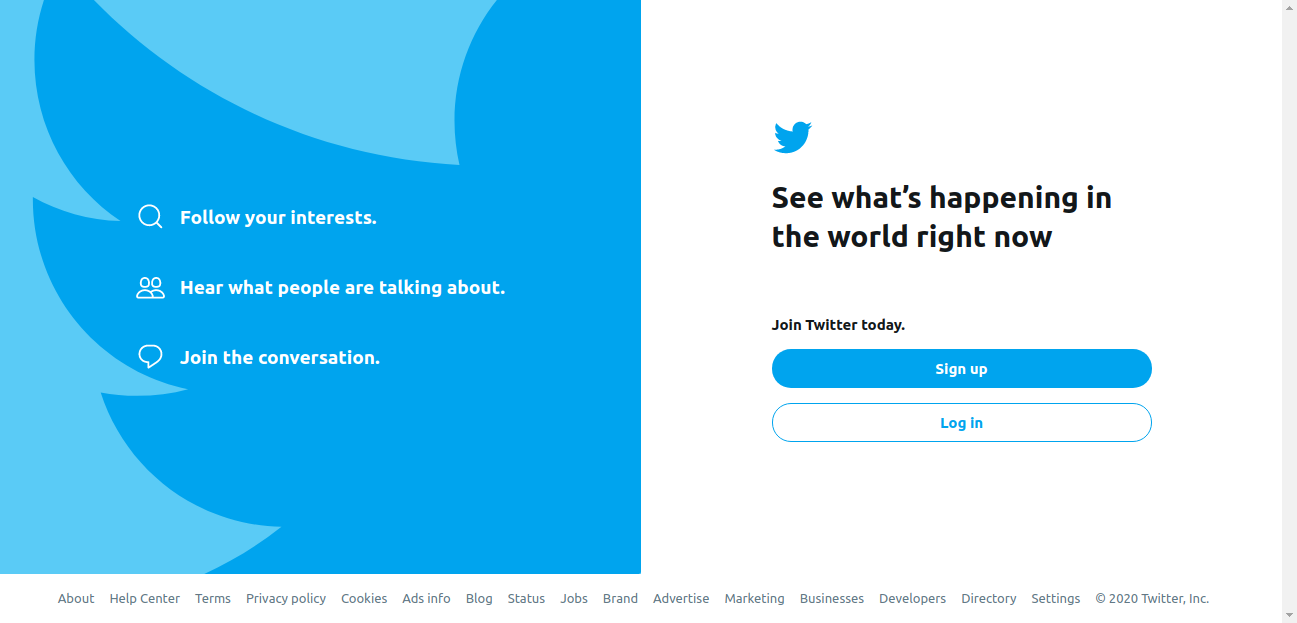 Follow your interests.
Hear what people are talking about.
Join the conversation.
See what’s happening in
the world right now
Join Twitter today.
Sign up
Log in
About Help Center Terms Privacy policy Cookies Ads info Blog Status Jobs Brand Advertise Marketing Businesses Developers Directory Settings © 2020 Twitter, Inc.